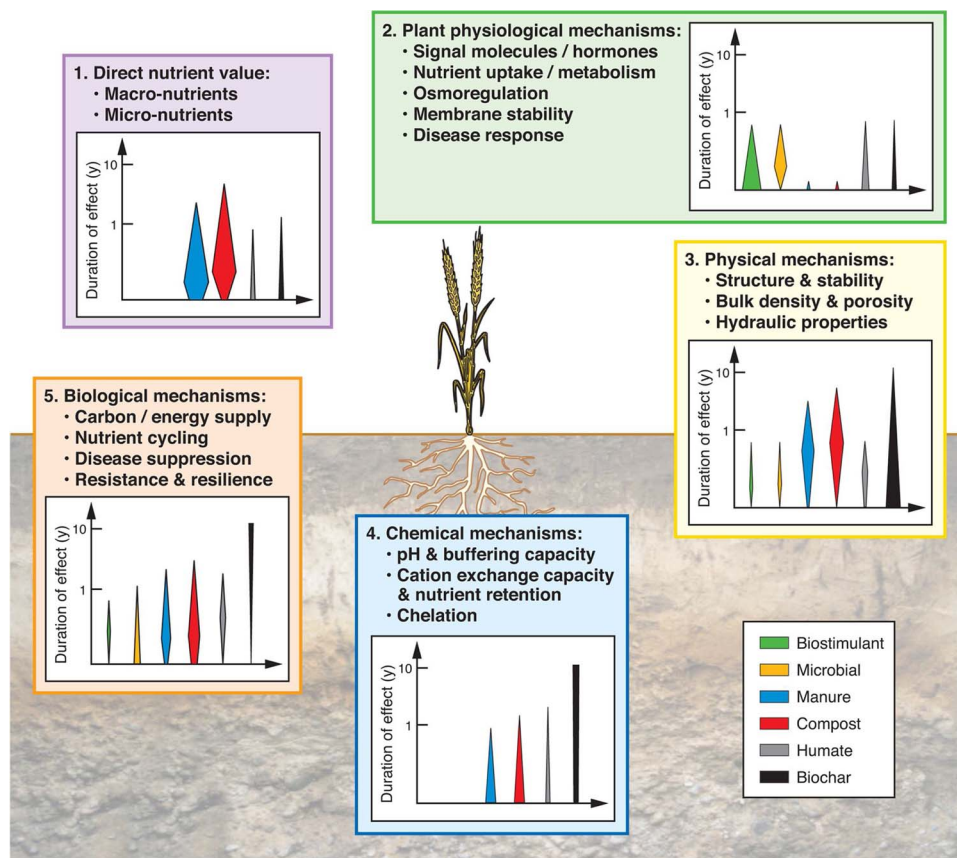 1. Direct nutrient value:
· Macro-nutrients
· Micro-nutrients
Duration of effect (y)
10
1
2. Plant physiological mechanisms:
· Signal molecules / hormones
· Nutrient uptake / metabolism
· Osmoregulation
· Membrane stability
· Disease response
Duration of effect (y)
10
1
3. Physical mechanisms:
· Structure & stability
· Bulk density & porosity
· Hydraulic properties
Duration of effect (y)
10
1
4. Chemical mechanisms:
· pH & buffering capacity
· Cation exchange capacity
& nutrient retention
· Chelation
Duration of effect (y)
10
1
5. Biological mechanisms:
· Carbon / energy supply
· Nutrient cycling
· Disease suppression
· Resistance & resilience
Duration of effect (y)
10
1
Biostimulant
Microbial
Manure
Compost
Humate
Biochar